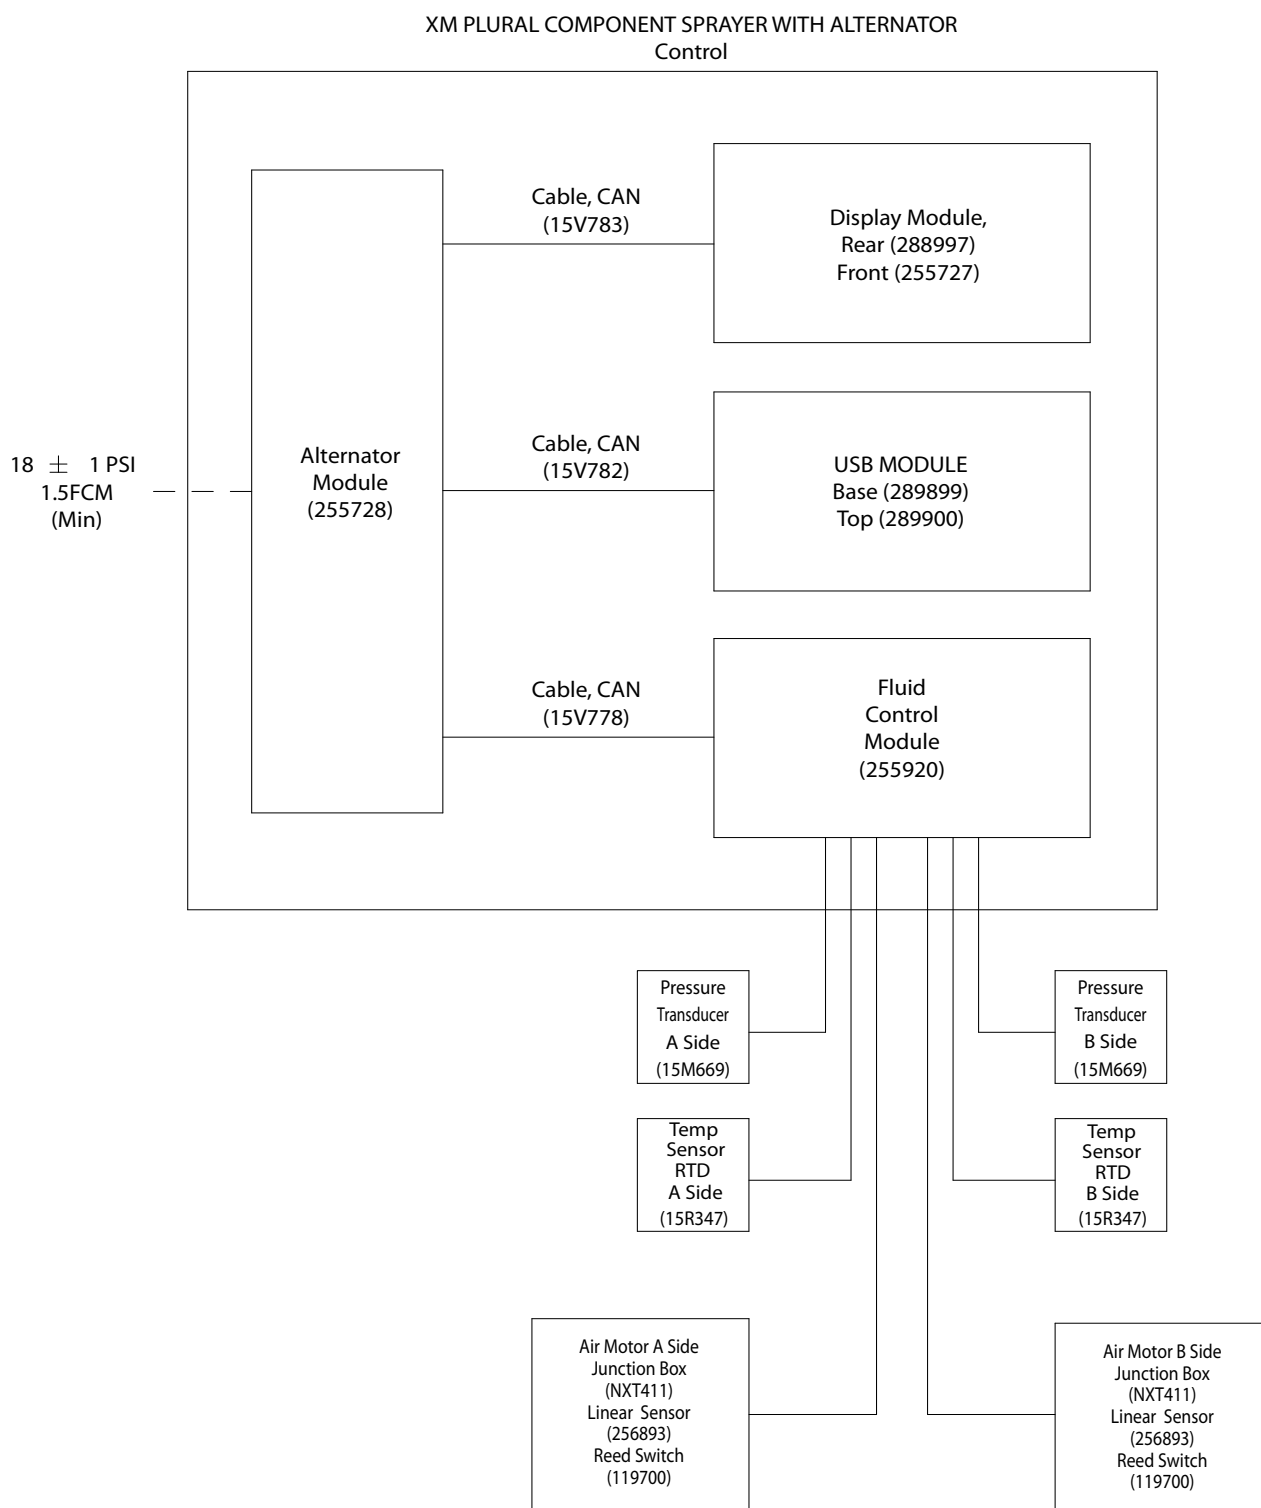 XM PLURAL COMPONENT SPRAYER WITH ALTERNATOR
Control
Cable, CAN
(15V783)
Display Module,
Rear (288997)
Front (255727)
18 ± 1 PSI
1.5FCM
(Min)
Alternator
Module
(255728)
Cable, CAN
(15V782)
USB MODULE
Base (289899)
Top (289900)
Cable, CAN
(15V778)
Fluid
Control
Module
(255920)
Pressure
Transducer
A Side
(15M669)
Pressure
Transducer
B Side
(15M669)
Temp
Sensor
RTD
A Side
(15R347)
Temp
Sensor
RTD
B Side
(15R347)
Air Motor A Side
Junction Box
(NXT411)
Linear Sensor
(256893)
Reed Switch
(119700)
Air Motor B Side
Junction Box
(NXT411)
Linear Sensor
(256893)
Reed Switch
(119700)